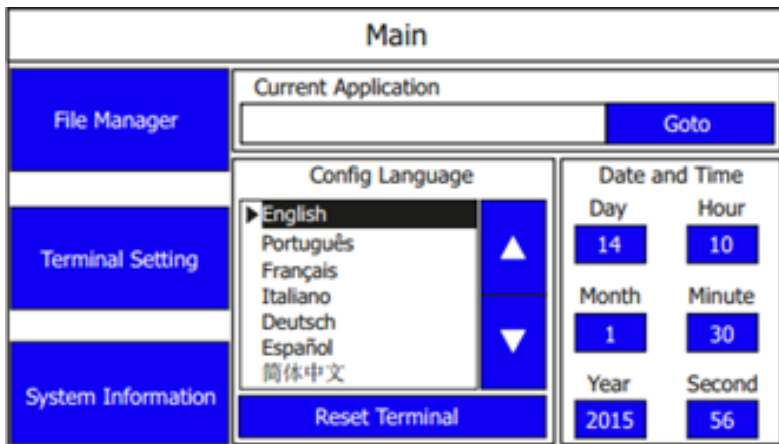 Main
File Manager
Terminal Setting
System Information
Current Application
Goto
Config Language
English
Português
Français
Italiano
Deutsch
Español
简体中文
Reset Terminal
Date and Time
Day Hour
14 10
Month Minute
1 30
Year Second
2015 56